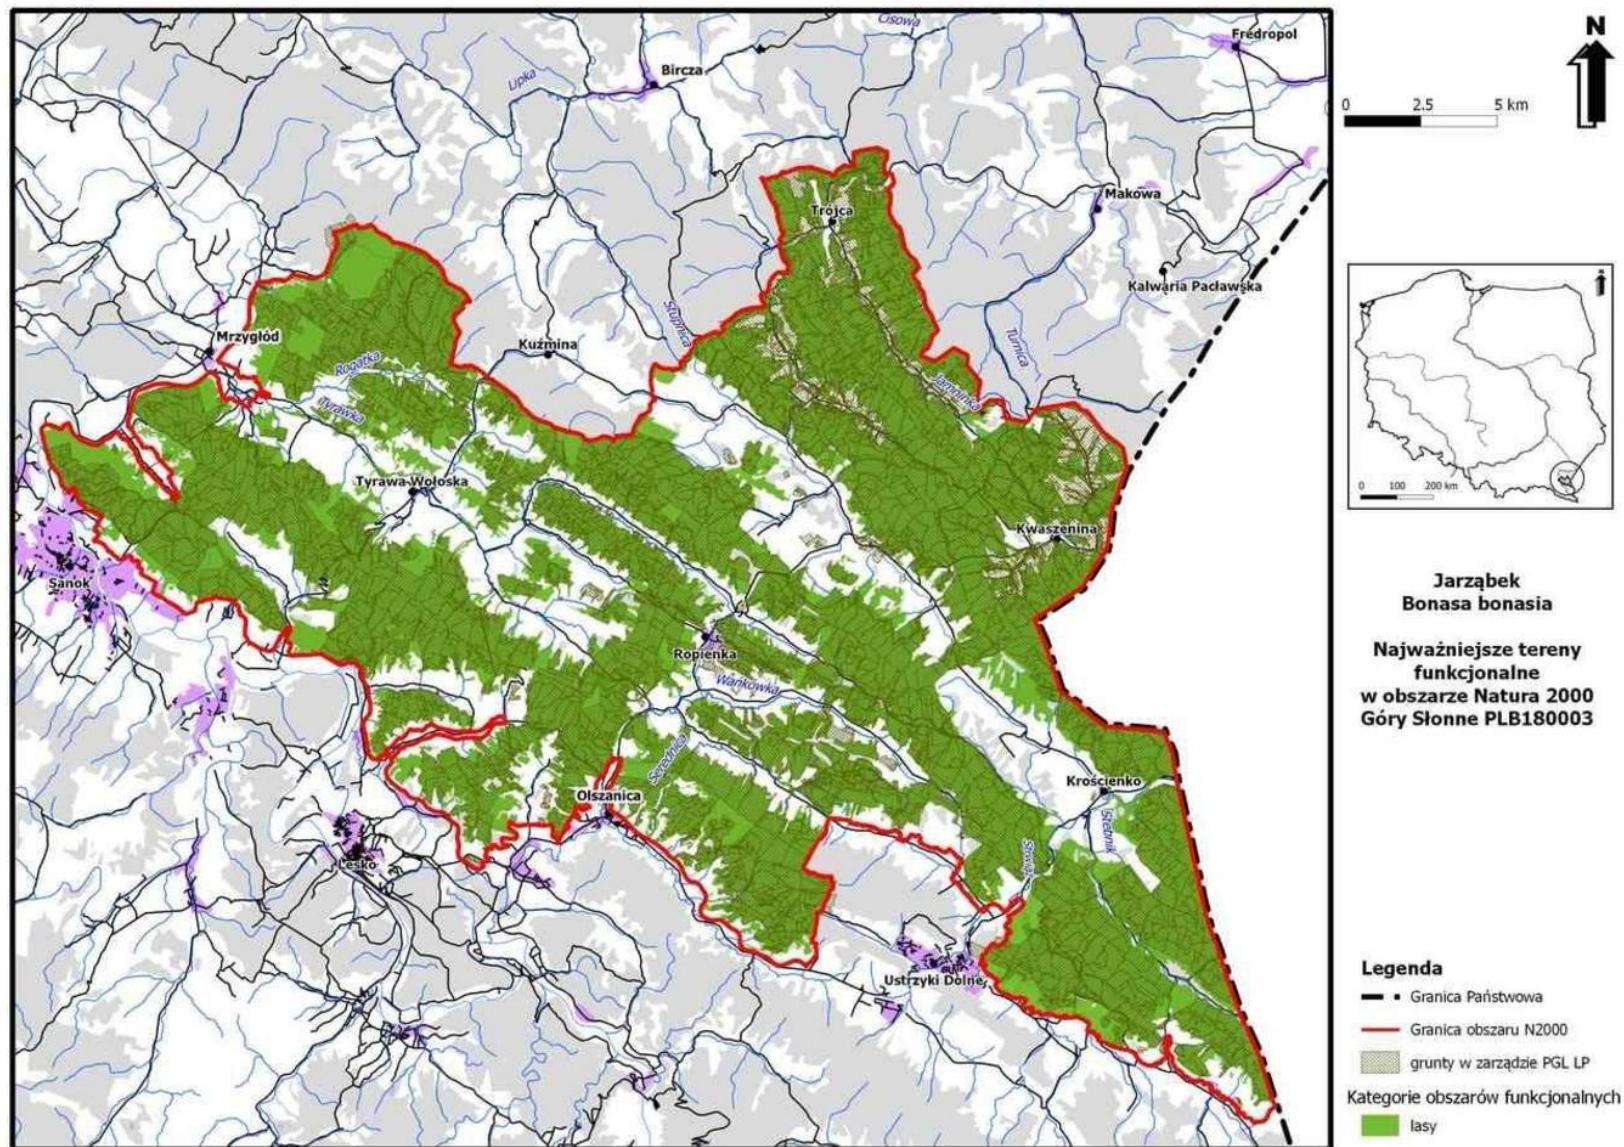 Cisowa
Fredropol
N
Bircza
Lipka
0 2.5 5 km
Makowa
Trójca
Kalwaria Pacławska
Stupnica
Turnica
Mrzygłód
Kuźmina
Rogatka
Jamninka
Tyrawka
Tyrawa Wołoska
0 100 200 km
Kwaszenina
Sanok
Jarząbek
Bonasa bonasia
Ropienka
Najważniejsze tereny
funkcjonalne
w obszarze Natura 2000
Góry Słonne PLB180003
Wańkówka
Serednica
Krościenko
Olszanica
Stebnik
Lesko
Ustrzyki Dolne
Legenda
Granica Państwowa
Granica obszaru N2000
grunty w zarządzie PGL LP
Kategorie obszarów funkcjonalnych
lasy